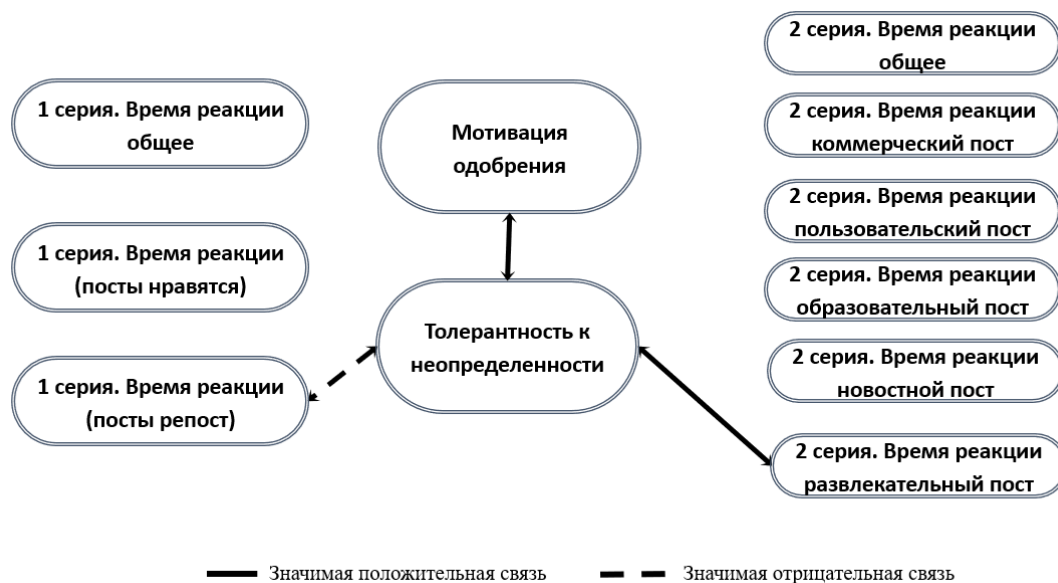 1 серия. Время реакции
общее
1 серия. Время реакции
(посты нравятся)
1 серия. Время реакции
(посты репост)
Мотивация
одобрения
Толерантность к
неопределенности
2 серия. Время реакции
общее
2 серия. Время реакции
коммерческий пост
2 серия. Время реакции
пользовательский пост
2 серия. Время реакции
образовательный пост
2 серия. Время реакции
новостной пост
2 серия. Время реакции
развлекательный пост
Значимая положительная связь
Значимая отрицательная связь